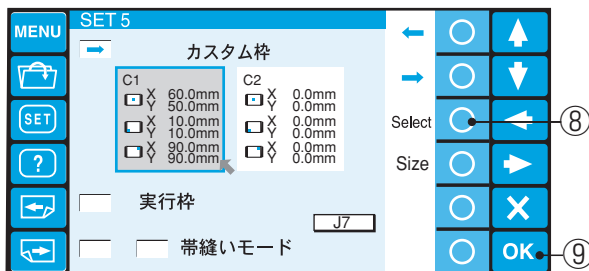 MENU
SET 5
カスタム枠
C1
X 60.0mm
Y 50.0mm
X 10.0mm
Y 10.0mm
X 90.0mm
Y 90.0mm
C2
X 0.0mm
Y 0.0mm
X 0.0mm
Y 0.0mm
X 0.0mm
Y 0.0mm
Select
⑧
SET
Size
?
実行枠
J7
帯縫いモード
OK
⑨